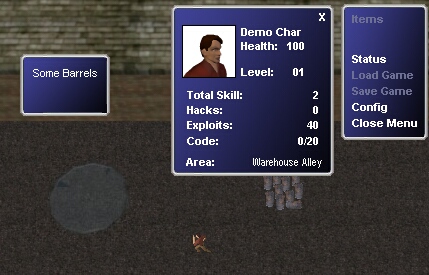 Some Barrels
X
Demo Char
Health: 100
Level: 01
Total Skill: 2
Hacks: 0
Exploits: 40
Code: 0/20
Area: Warehouse Alley
Items
Status
Load Game
Save Game
Config
Close Menu